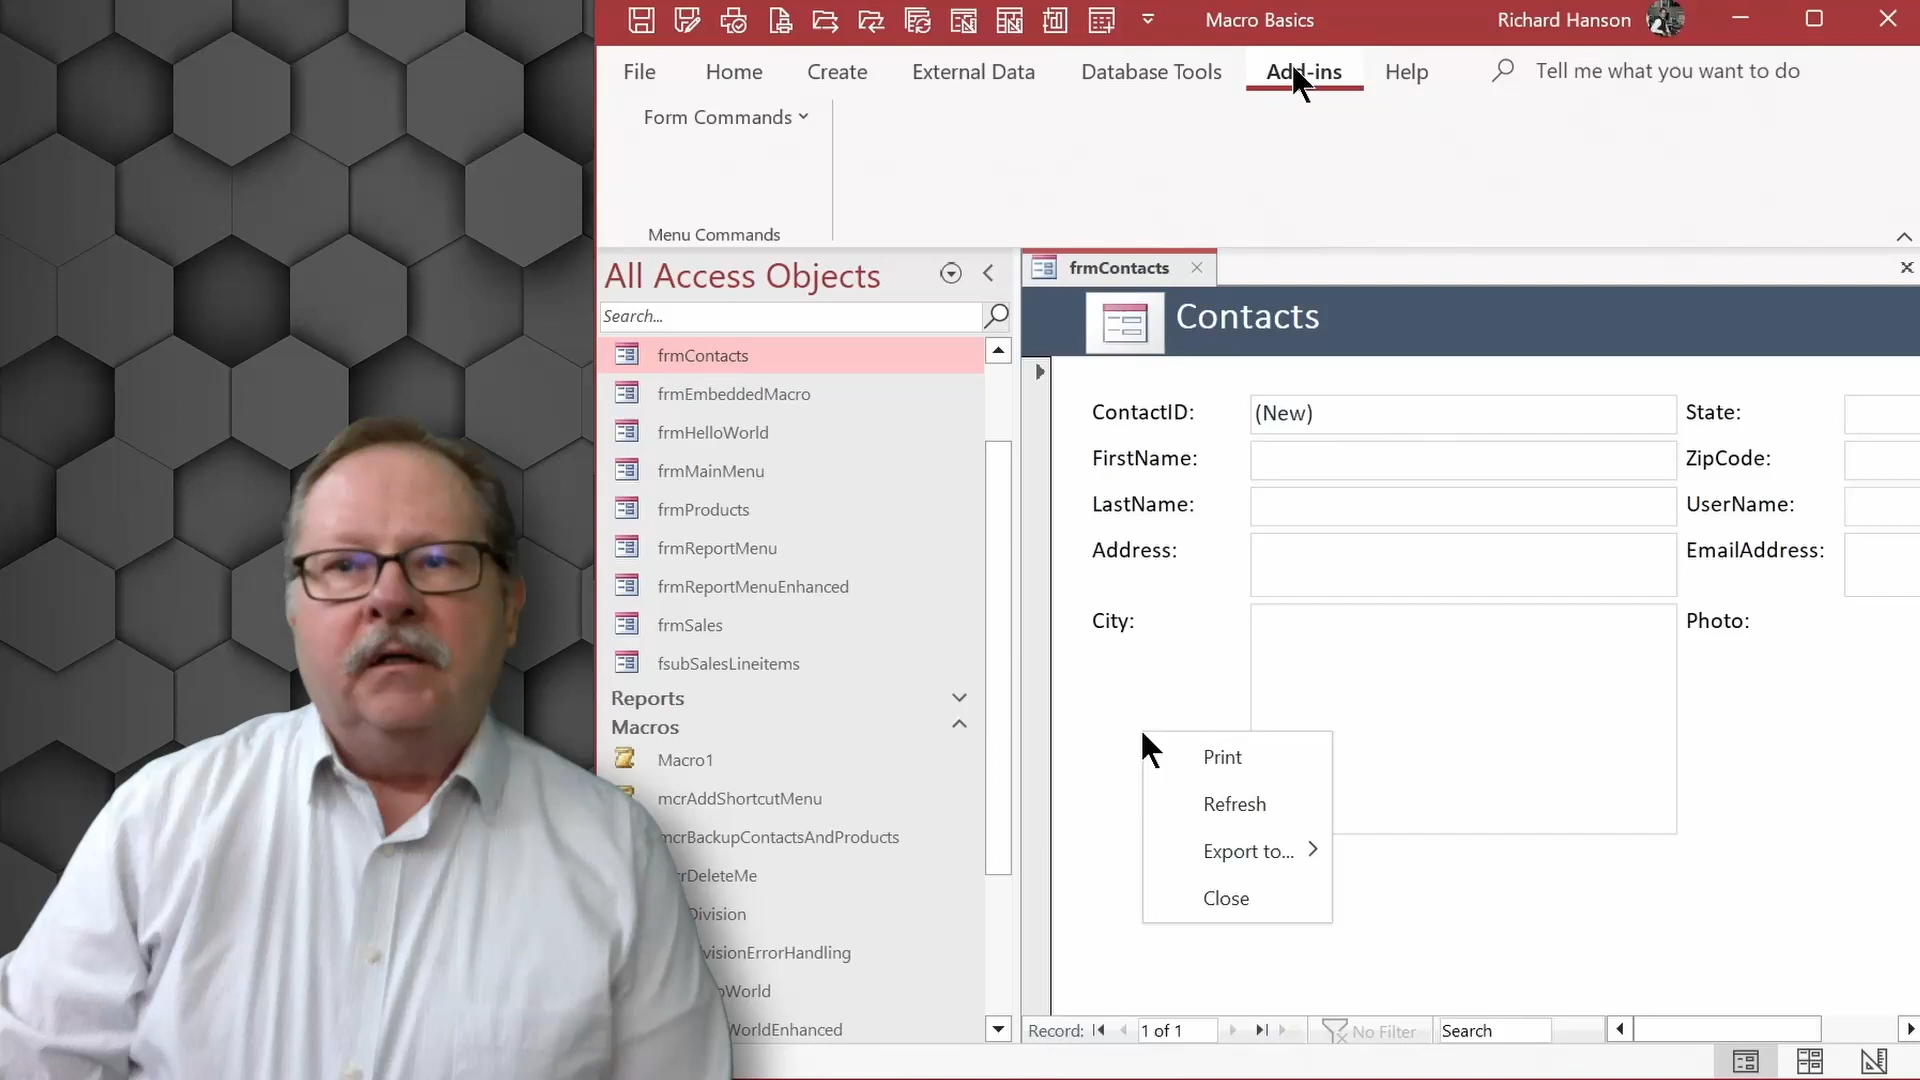 Macro Basics
Richard Hanson
File Home Create External Data Database Tools Add-ins Help Tell me what you want to do
Form Commands
Menu Commands
All Access Objects
Search...
frmContacts
frmEmbeddedMacro
frmHelloWorld
frmMainMenu
frmProducts
frmReportMenu
frmReportMenuEnhanced
frmSales
fsubSalesLineitems
Reports
Macros
Macro1
mcrAddShortcutMenu
mcrBackupContactsAndProducts
rDeleteMe
Division
visionErrorHandling
oWorld
WorldEnhanced
frmContacts
Contacts
ContactID: (New) State:
FirstName: ZipCode:
LastName: UserName:
Address: EmailAddress:
City: Photo:
Print
Refresh
Export to...
Close
Record: 1 of 1 No Filter Search